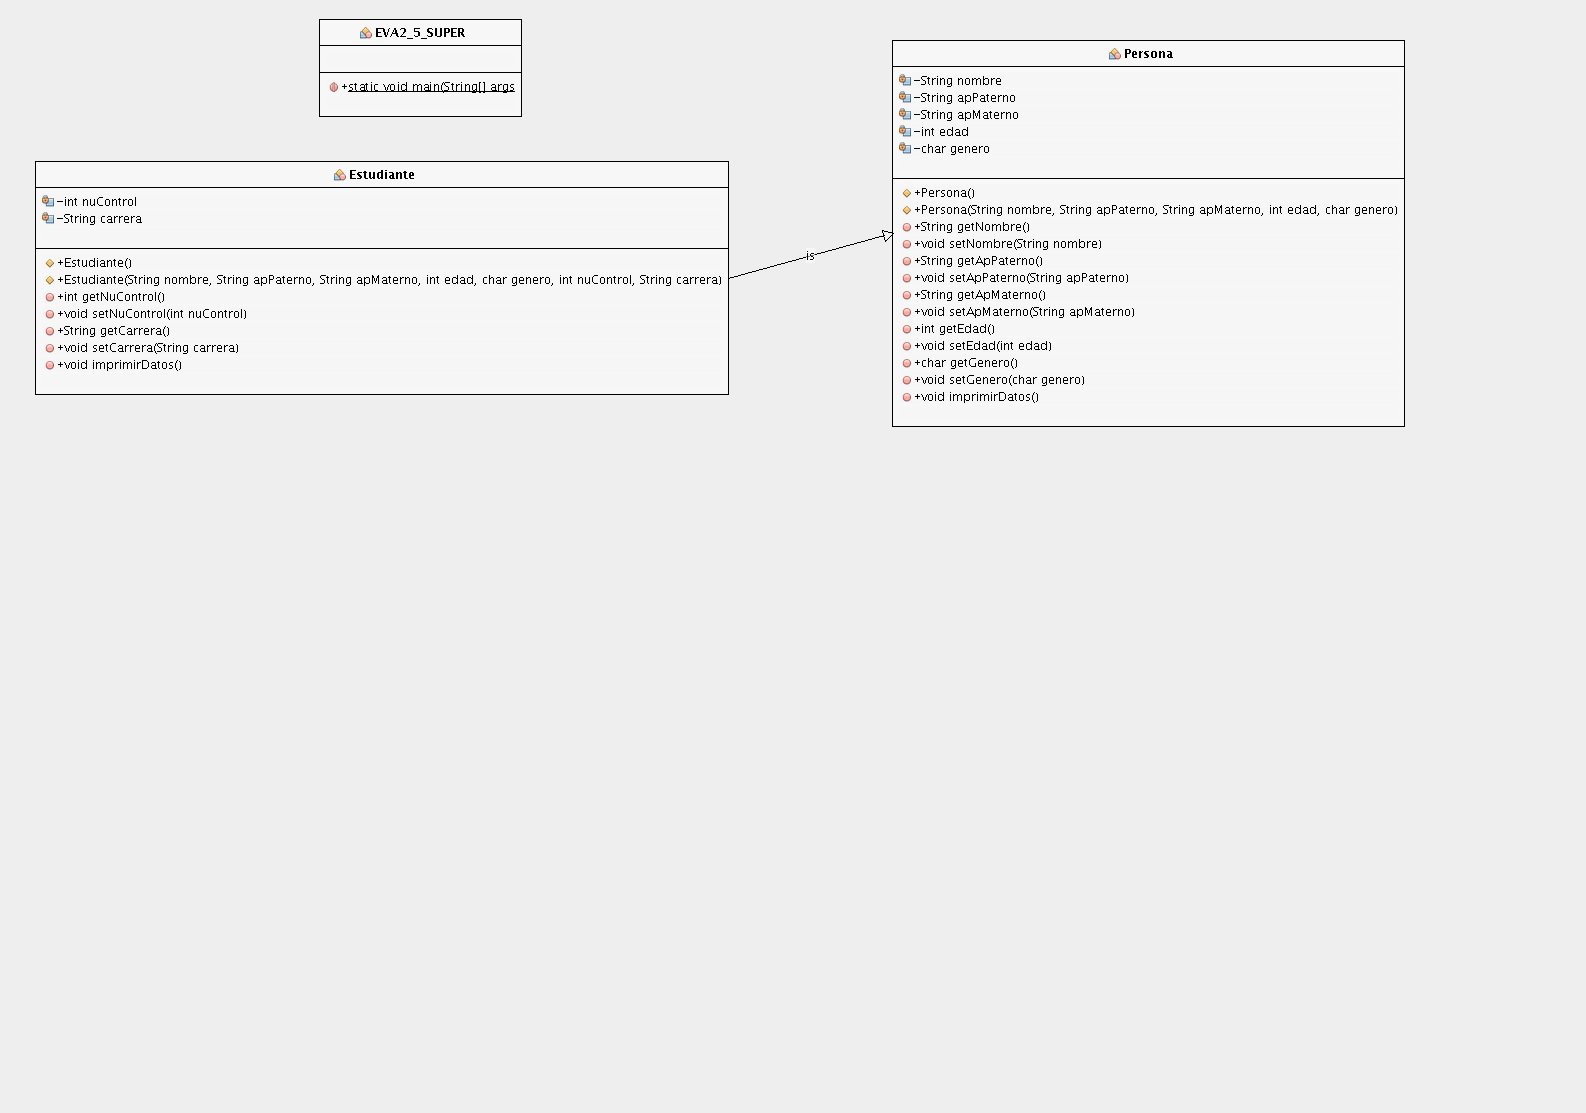 EVA2_5_SUPER
+static void main(String[] args
Persona
-String nombre
-String apPaterno
-String apMaterno
-int edad
-char genero
+Persona()
+Persona(String nombre, String apPaterno, String apMaterno, int edad, char genero)
+String getNombre()
+void setNombre(String nombre)
+String getApPaterno()
+void setApPaterno(String apPaterno)
+String getApMaterno()
+void setApMaterno(String apMaterno)
+int getEdad()
+void setEdad(int edad)
+char getGenero()
+void setGenero(char genero)
+void imprimirDatos()
Estudiante
-int nuControl
-String carrera
+Estudiante()
+Estudiante(String nombre, String apPaterno, String apMaterno, int edad, char genero, int nuControl, String carrera)
+int getNuControl()
+void setNuControl(int nuControl)
+String getCarrera()
+void setCarrera(String carrera)
+void imprimirDatos()
is